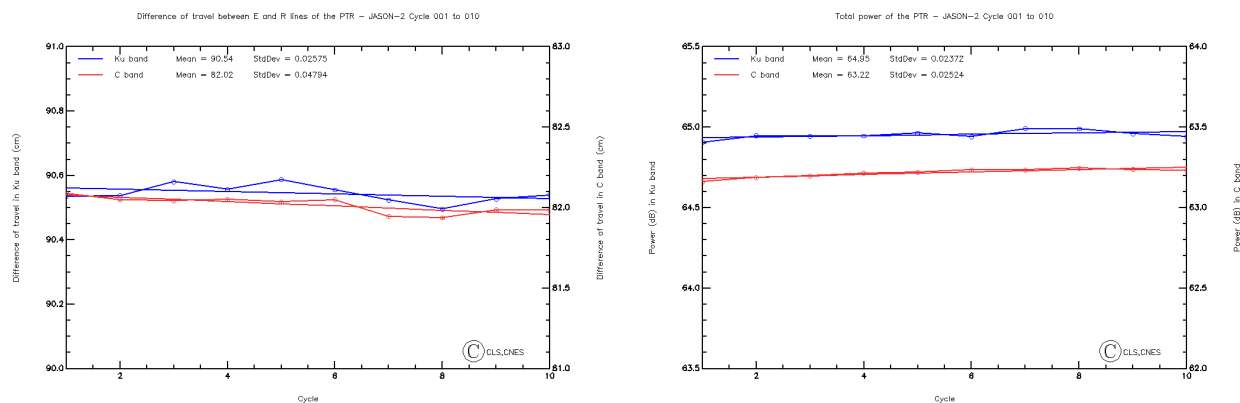 Difference of travel between E and R lines of the PTR - JASON-2 Cycle 001 to 010
91.0
90.8
90.6
90.4
90.2
90.0
Difference of travel in Ku band (cm)
Ku band Mean = 90.54 StdDev = 0.02575
C band Mean = 82.02 StdDev = 0.04794
83.0
82.5
82.0
81.5
81.0
Difference of travel in C band (cm)
© CLS,CNES
2 4 6 8 10
Cycle
Total power of the PTR - JASON-2 Cycle 001 to 010
65.5
65.0
64.5
64.0
63.5
Power (dB) in Ku band
Ku band Mean = 64.95 StdDev = 0.02372
C band Mean = 63.22 StdDev = 0.02524
64.0
63.5
63.0
62.5
62.0
Power (dB) in C band
© CLS,CNES
2 4 6 8 10
Cycle